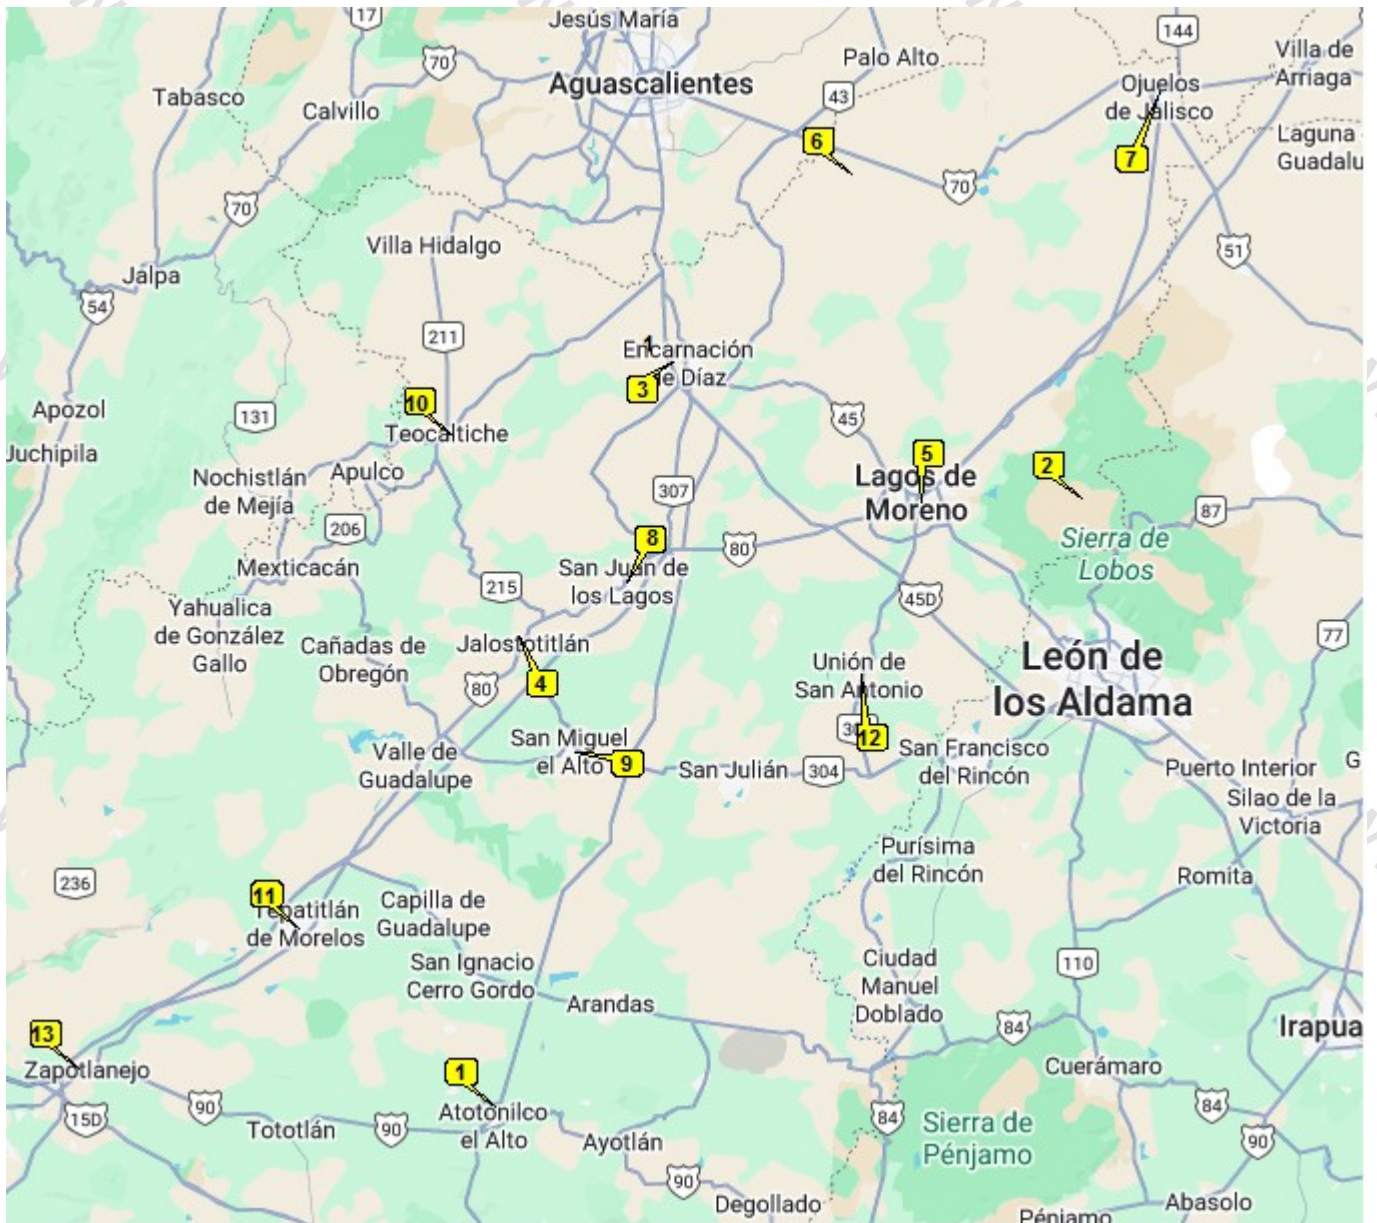 17
Jesús María
144
70
Palo Alto
Villa de
Arriaga
Aguascalientes
Ojuelos
de Jalisco
Tabasco
Calvillo
43
6
7
Laguna
Guadalu
70
70
Villa Hidalgo
51
Jalpa
54
211
1
Encarnación
de Díaz
3
10
Apozol
131
Teocaltiche
45
Juchipila
5
2
Nochistlán
de Mejía
Apulco
Lagos de
Moreno
307
87
206
8
80
Sierra de
Lobos
Mexticacán
San Juan de
los Lagos
215
45D
Yahualica
de González
Gallo
Cañadas de
Obregón
Jalostotitlán
77
Unión de
San Antonio
León de
los Aldama
80
4
12
Valle de
Guadalupe
San Miguel
el Alto
9
San Julián
304
San Francisco
del Rincón
Puerto Interior
G
Silao de la
Victoria
Purísima
del Rincón
236
Romita
11
Tepatitlán
de Morelos
Capilla de
Guadalupe
San Ignacio
Cerro Gordo
Ciudad
Manuel
Doblado
110
Arandas
84
Irapua
13
Zapotlanejo
1
Cuerámaro
15D
90
Atotonilco
el Alto
84
84
Tototlán
90
Ayotlán
Sierra de
Pénjamo
90
90
Degollado
Abasolo
Pénjamo